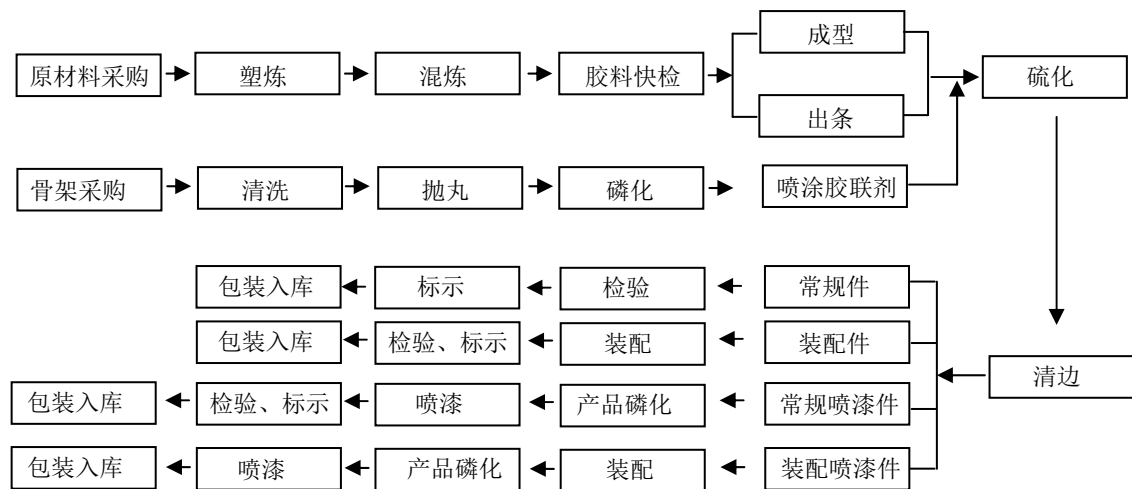 成型
原材料采购
塑炼
混炼
胶料快检
硫化
出条
骨架采购
清洗
抛丸
磷化
喷涂胶联剂
包装入库
标示
检验
常规件
包装入库
检验、标示
装配
装配件
清边
包装入库
检验、标示
喷漆
产品磷化
常规喷漆件
包装入库
喷漆
产品磷化
装配
装配喷漆件